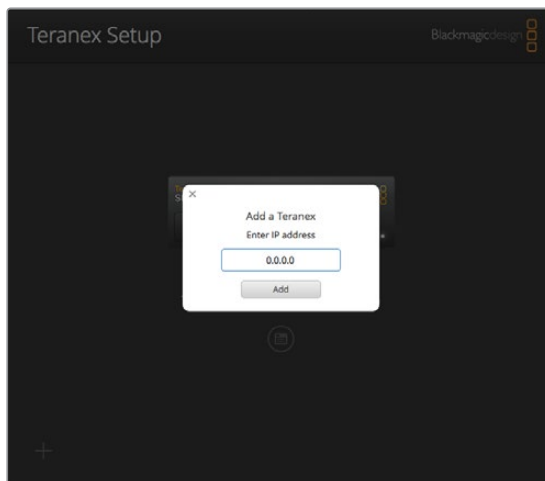 Teranex Setup
Blackmagicdesign
Add a Teranex
Enter IP address
0.0.0.0
Add